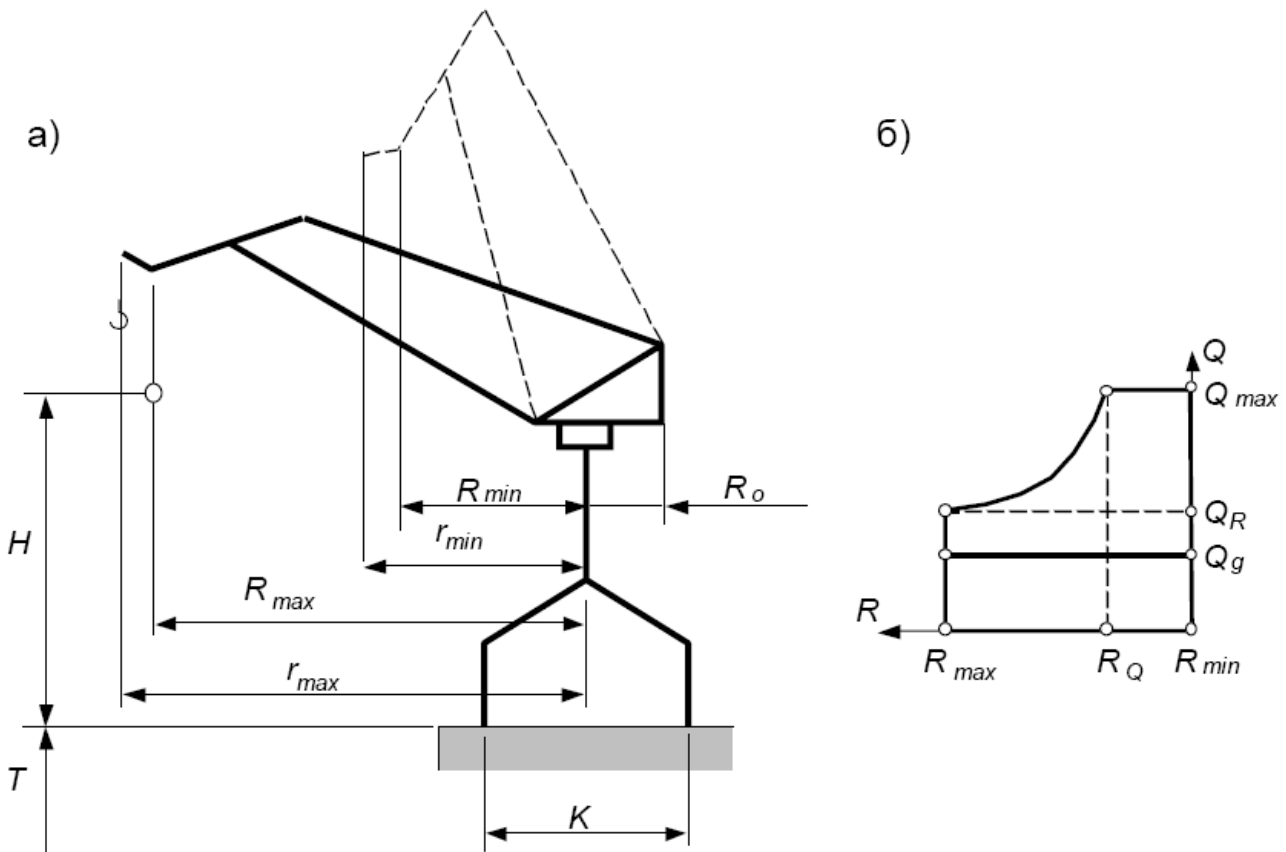 а)
б)
H
T
R max
r max
R min
r min
R o
K
Q
Q max
Q R
Q g
R
R max
R Q
R min